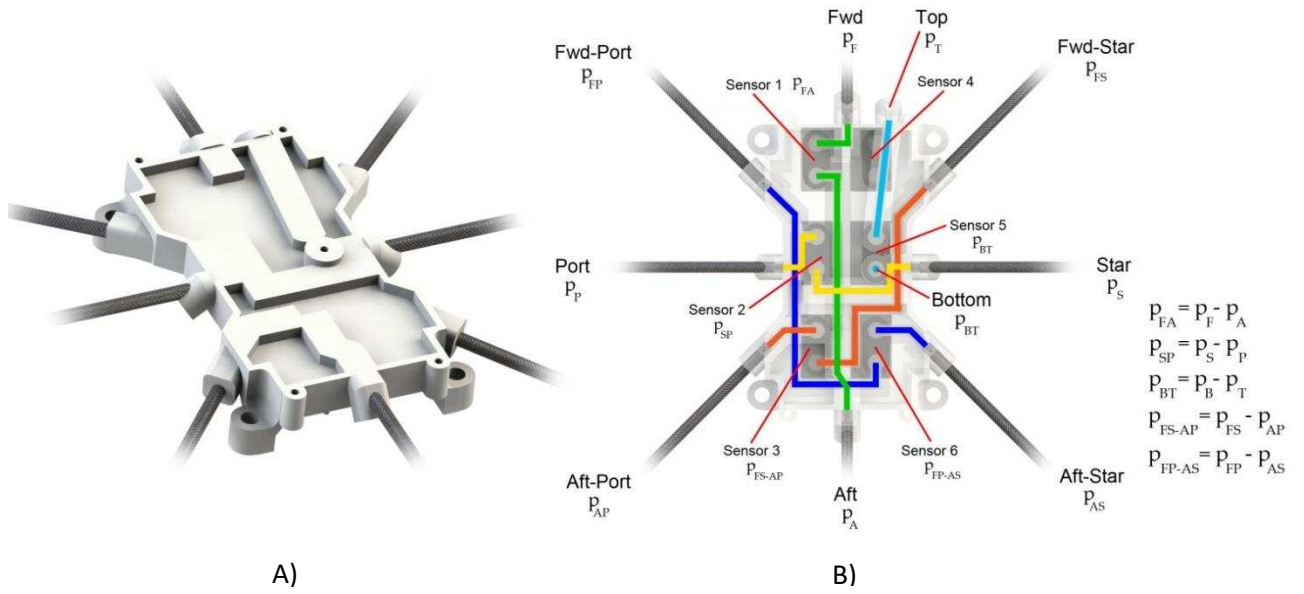 Fwd
p_F
Top
p_T
Fwd-Port
p_FP
Fwd-Star
p_FS
Sensor 1 p_FA
Sensor 4
Sensor 5
p_BT
Port
p_P
Star
p_S
Sensor 2
p_SP
Bottom
p_BT
p_FA = p_F - p_A
p_SP = p_S - p_P
p_BT = p_B - p_T
p_FS-AP = p_FS - p_AP
p_FP-AS = p_FP - p_AS
Sensor 3
p_FS-AP
Sensor 6
p_FP-AS
Aft-Port
p_AP
Aft
p_A
Aft-Star
p_AS
A)
B)